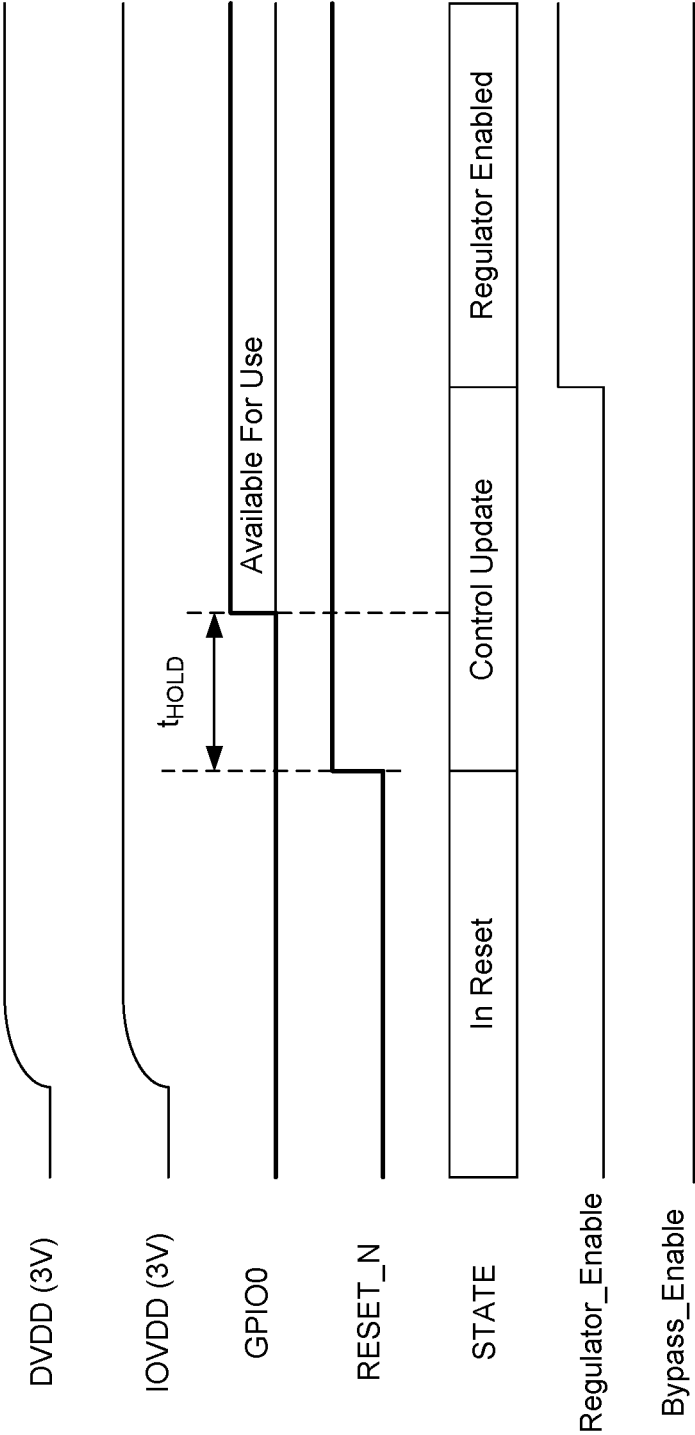 DVDD (3V)
IOVDD (3V)
tHOLD
GPIO0
Available For Use
RESET_N
STATE
In Reset
Control Update
Regulator Enabled
Regulator_Enable
Bypass_Enable